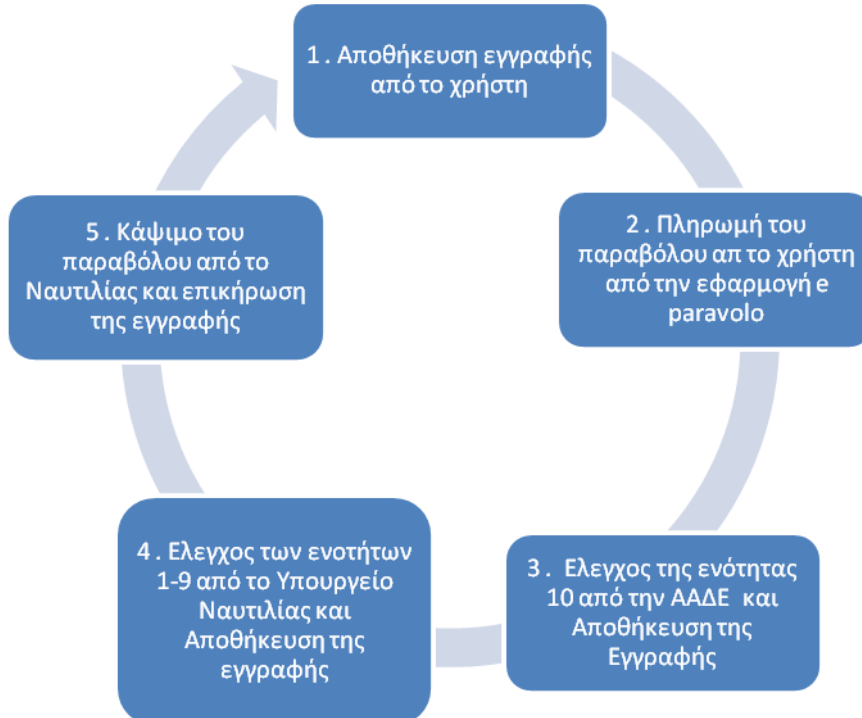 1 . Αποθήκευση εγγραφής
από το χρήστη
2 . Πληρωμή του
παραβόλου απ το χρήστη
από την εφαρμογή e
paravolo
3 .  Ελεγχος της ενότητας
10 από την ΑΑΔΕ  και
Αποθήκευση της
Εγγραφής
4 . Ελεγχος των ενοτήτων
1-9 από το Υπουργείο
Ναυτιλίας και
Αποθήκευση της
εγγραφής
5 . Κάψιμο του
παραβόλου από το
Ναυτιλίας και επικήρωση
της εγγραφής